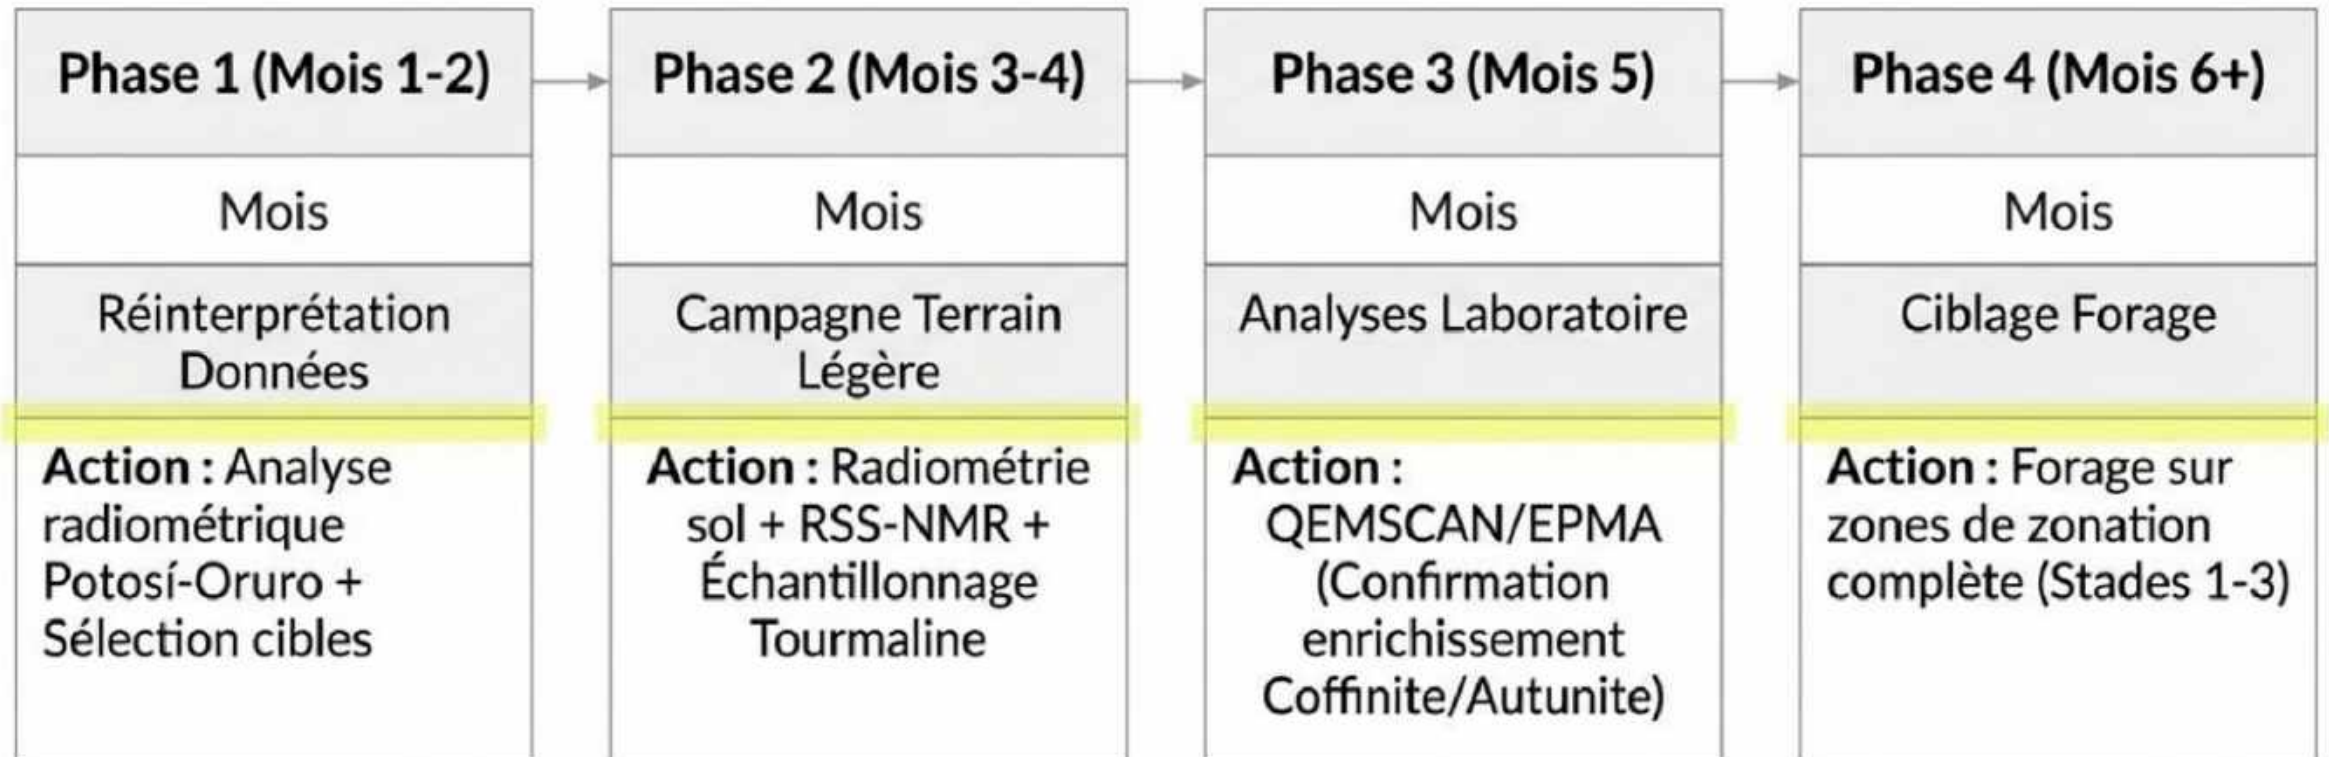 Phase 1 (Mois 1-2)
Mois
Réinterprétation
Données
Action : Analyse
radiométrique
Potosí-Oruro +
Sélection cibles
Phase 2 (Mois 3-4)
Mois
Campagne Terrain
Légère
Action : Radiométrie
sol + RSS-NMR +
Échantillonnage
Tourmaline
Phase 3 (Mois 5)
Mois
Analyses Laboratoire
Action :
QEMSCAN/EPMA
(Confirmation
enrichissement
Coffinite/Autunite)
Phase 4 (Mois 6+)
Mois
Ciblage Forage
Action : Forage sur
zones de zonation
complète (Stades 1-3)